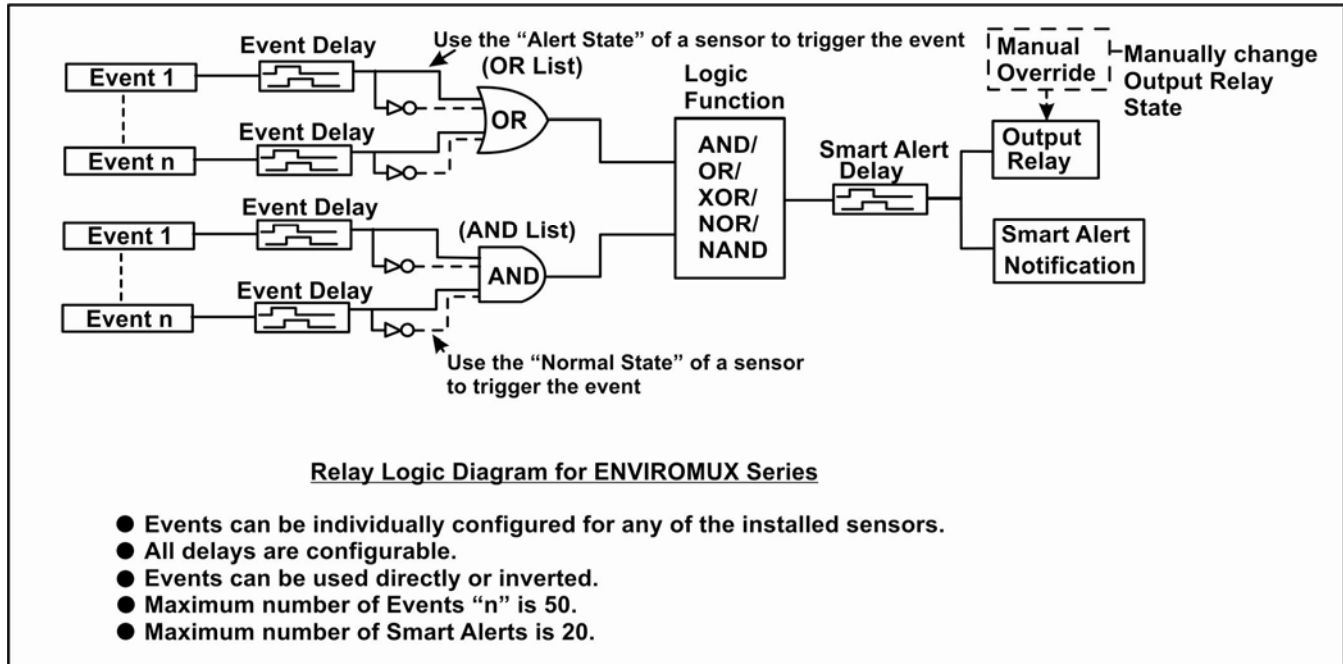 Event Delay
Use the “Alert State” of a sensor to trigger the event
(OR List)
Event 1
OR
Event Delay
Event n
Event Delay
(AND List)
Event 1
AND
Event Delay
Event n
Use the “Normal State” of a sensor
to trigger the event
Logic
Function
AND/
OR/
XOR/
NOR/
NAND
Smart Alert
Delay
Manual
Override
Manually change
Output Relay
State
Output
Relay
Smart Alert
Notification
Relay Logic Diagram for ENVIROMUX Series
● Events can be individually configured for any of the installed sensors.
● All delays are configurable.
● Events can be used directly or inverted.
● Maximum number of Events “n” is 50.
● Maximum number of Smart Alerts is 20.